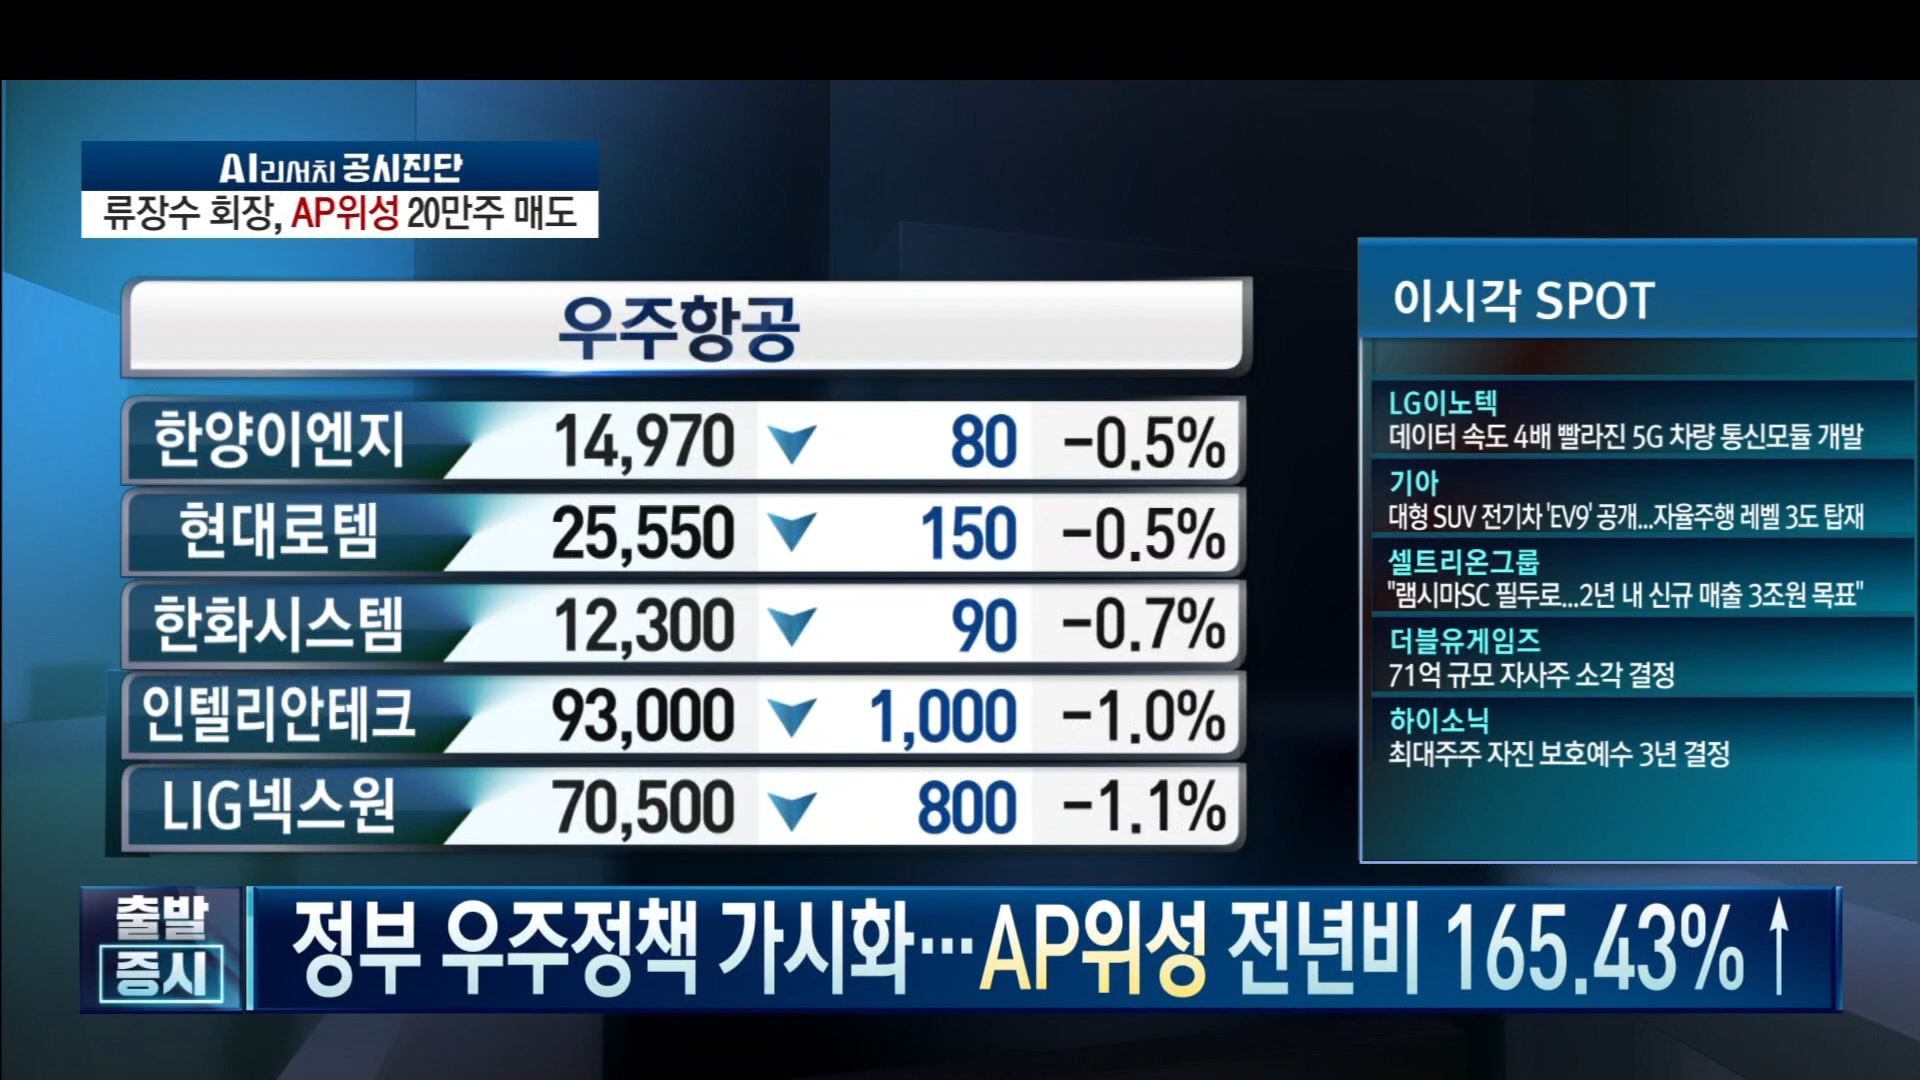 AI리서치 공시진단
류장수 회장, AP위성 20만주 매도
우주항공
한양이엔지 14,970 ▼ 80 -0.5%
현대로템 25,550 ▼ 150 -0.5%
한화시스템 12,300 ▼ 90 -0.7%
인텔리안테크 93,000 ▼ 1,000 -1.0%
LIG넥스원 70,500 ▼ 800 -1.1%
이시각 SPOT
LG이노텍
데이터 속도 4배 빨라진 5G 차량 통신모듈 개발
기아
대형 SUV 전기차 'EV9' 공개...자율주행 레벨 3도 탑재
셀트리온그룹
"램시마SC 필두로...2년 내 신규 매출 3조원 목표"
더블유게임즈
71억 규모 자사주 소각 결정
하이소닉
최대주주 자진 보호예수 3년 결정
출발
증시
정부 우주정책 가시화…AP위성 전년비 165.43%↑